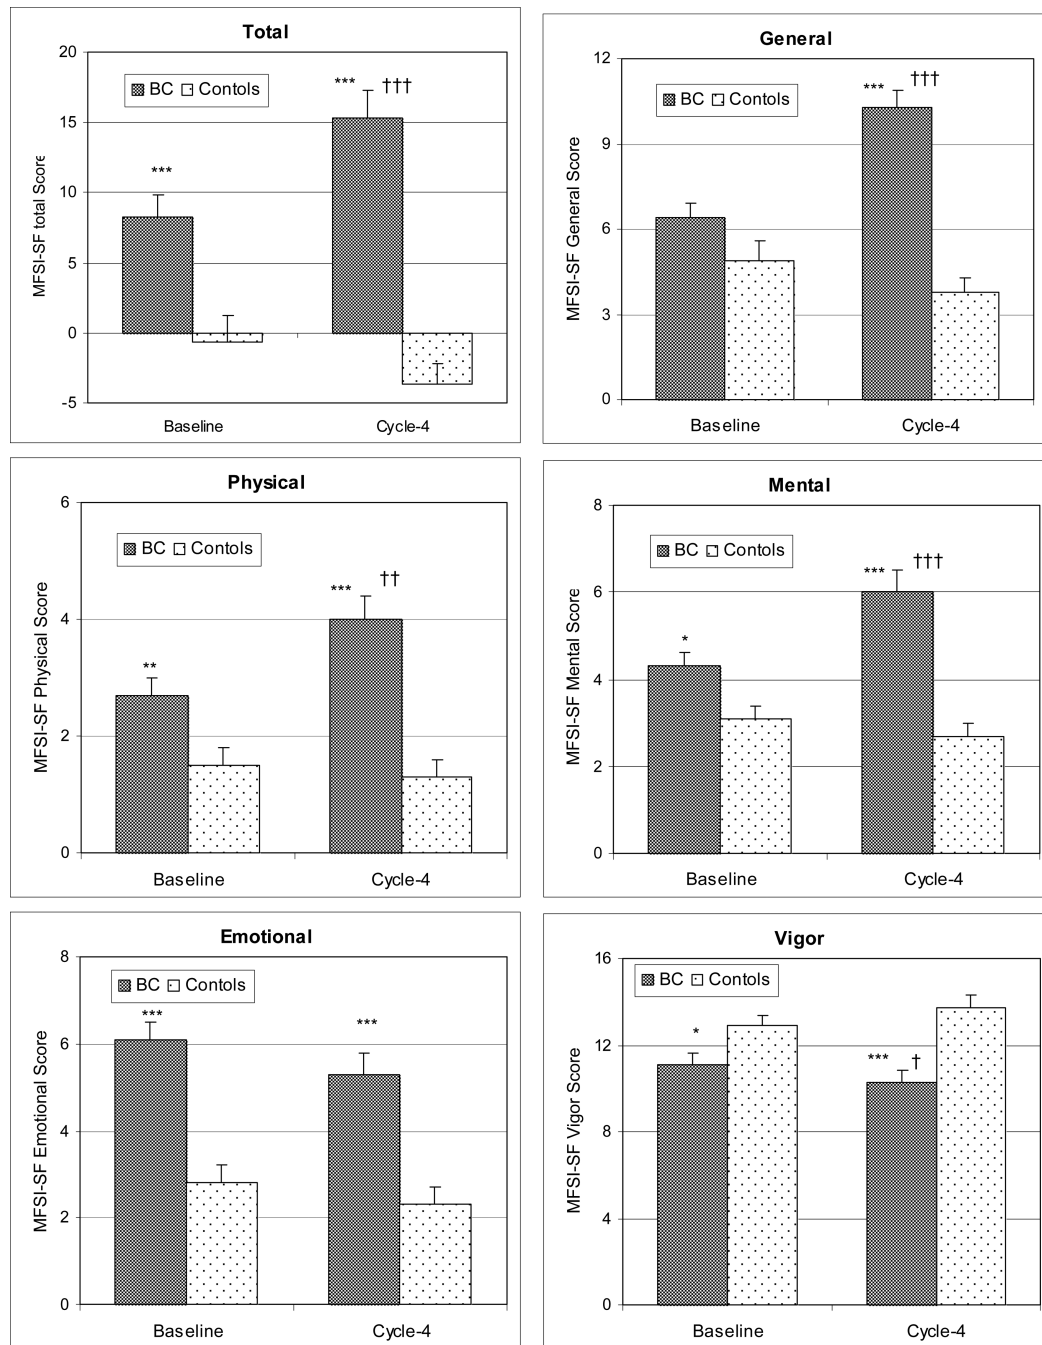 Total
20
15
10
5
0
-5
MFSI-SF total Score
BC Contols
***
*** †††
Baseline Cycle-4
General
12
9
6
3
0
MFSI-SF General Score
BC Contols
*** †††
Baseline Cycle-4
Physical
6
4
2
0
MFSI-SF Physical Score
BC Contols
**
*** ††
Baseline Cycle-4
Mental
8
6
4
2
0
MFSI-SF Mental Score
BC Contols
*
*** †††
Baseline Cycle-4
Emotional
8
6
4
2
0
MFSI-SF Emotional Score
BC Contols
***
***
Baseline Cycle-4
Vigor
16
12
8
4
0
MFSI-SF Vigor Score
BC Contols
*
*** †
Baseline Cycle-4